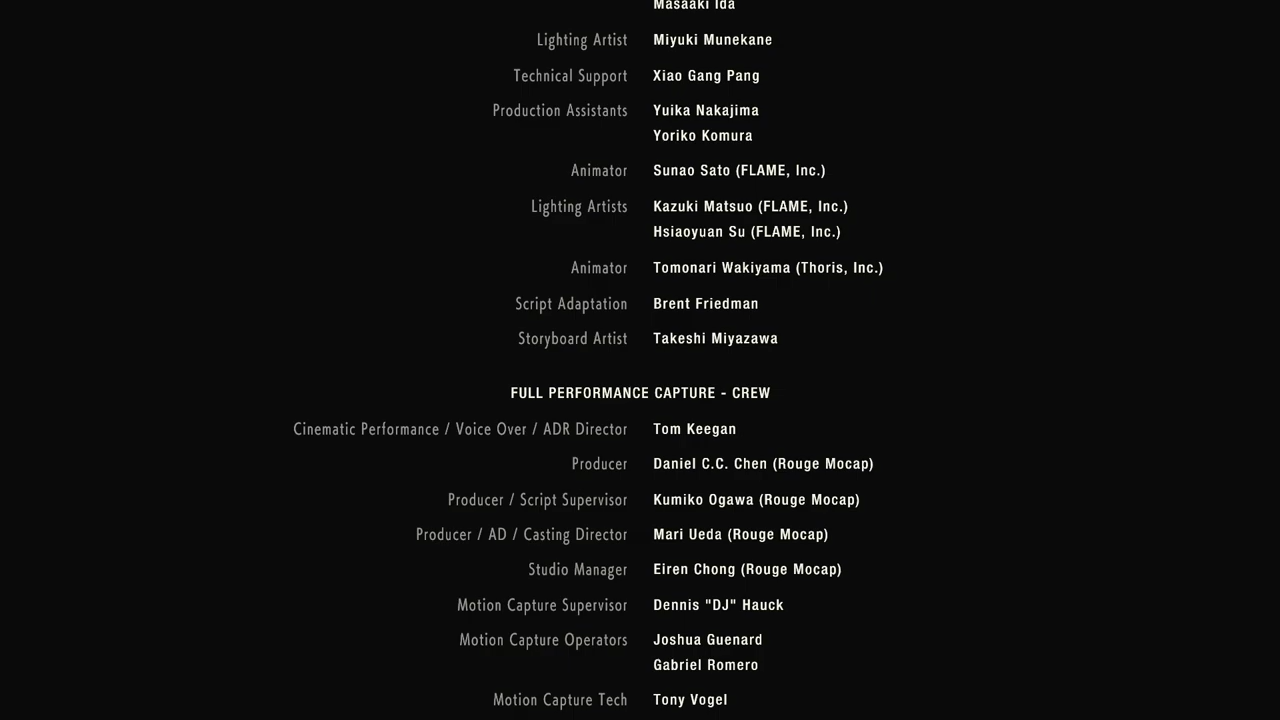 Masaaki Ida
Lighting Artist Miyuki Munekane
Technical Support Xiao Gang Pang
Production Assistants Yuika Nakajima
Yoriko Komura
Animator Sunao Sato (FLAME, Inc.)
Lighting Artists Kazuki Matsuo (FLAME, Inc.)
Hsiaoyuan Su (FLAME, Inc.)
Animator Tomonari Wakiyama (Thoris, Inc.)
Script Adaptation Brent Friedman
Storyboard Artist Takeshi Miyazawa
FULL PERFORMANCE CAPTURE - CREW
Cinematic Performance / Voice Over / ADR Director Tom Keegan
Producer Daniel C.C. Chen (Rouge Mocap)
Producer / Script Supervisor Kumiko Ogawa (Rouge Mocap)
Producer / AD / Casting Director Mari Ueda (Rouge Mocap)
Studio Manager Eiren Chong (Rouge Mocap)
Motion Capture Supervisor Dennis "DJ" Hauck
Motion Capture Operators Joshua Guenard
Gabriel Romero
Motion Capture Tech Tony Vogel